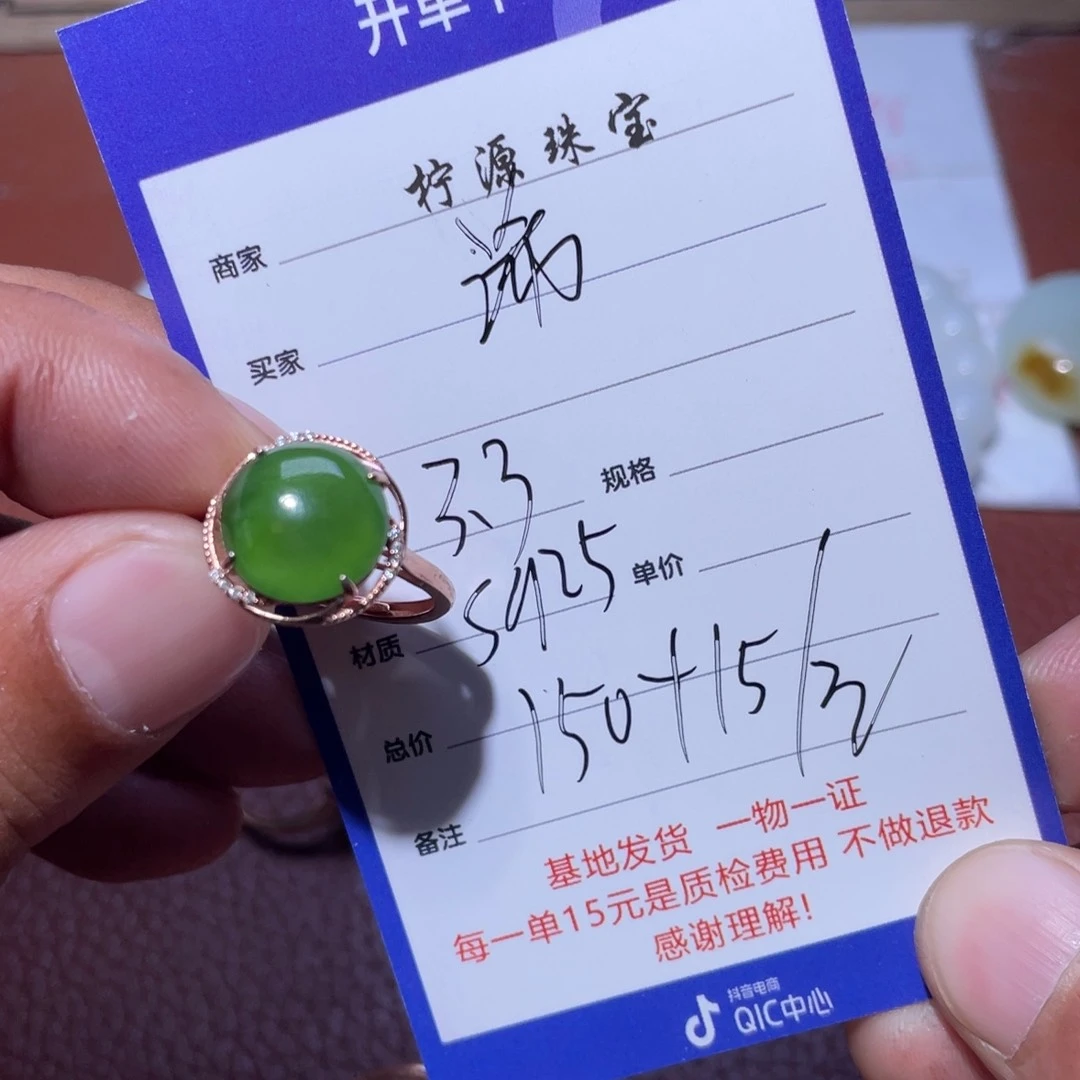 开单
柠源珠宝
商家
买家
3.3 规格
材质 S925 单价
总价 150+15/
备注
基地发货 一物一证
每一单15元是质检费用 不做退款
感谢理解!
抖音电商
QIC中心